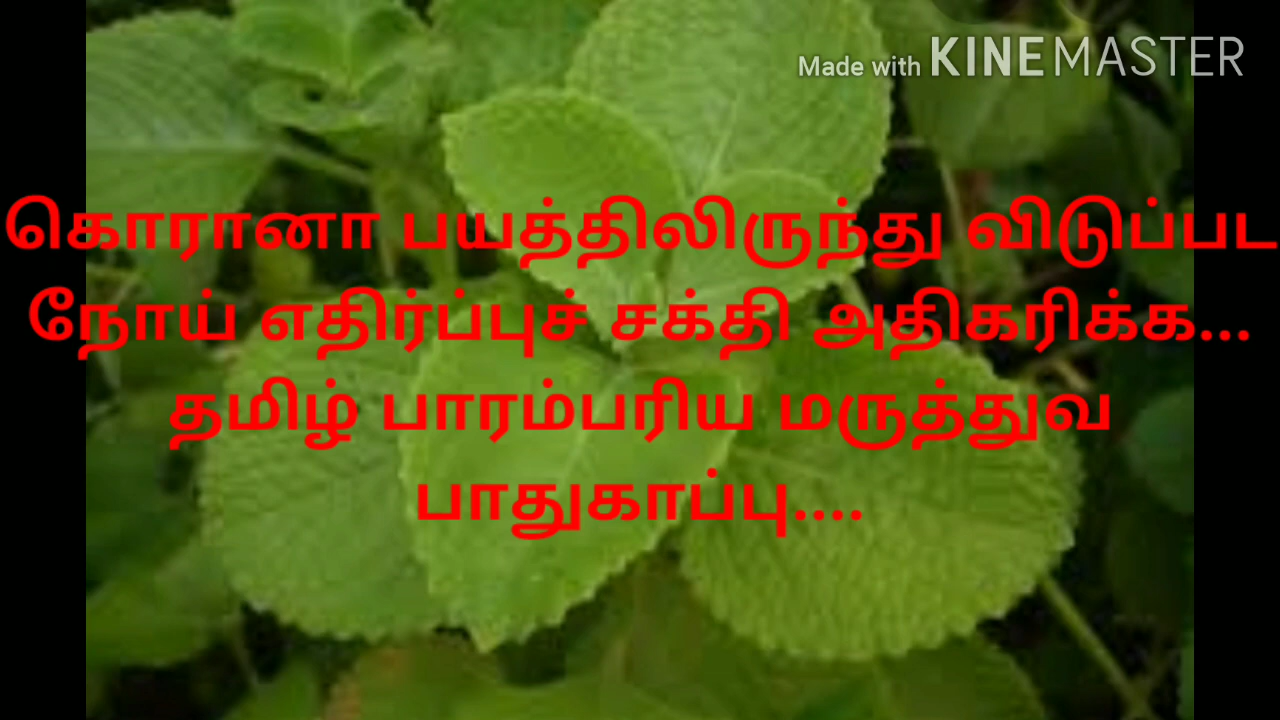 Made with KINEMASTER
கொரானா பயத்திலிருந்து விடுப்பட
நோய் எதிர்ப்புச் சக்தி அதிகரிக்க...
தமிழ் பாரம்பரிய மருத்துவ
பாதுகாப்பு....